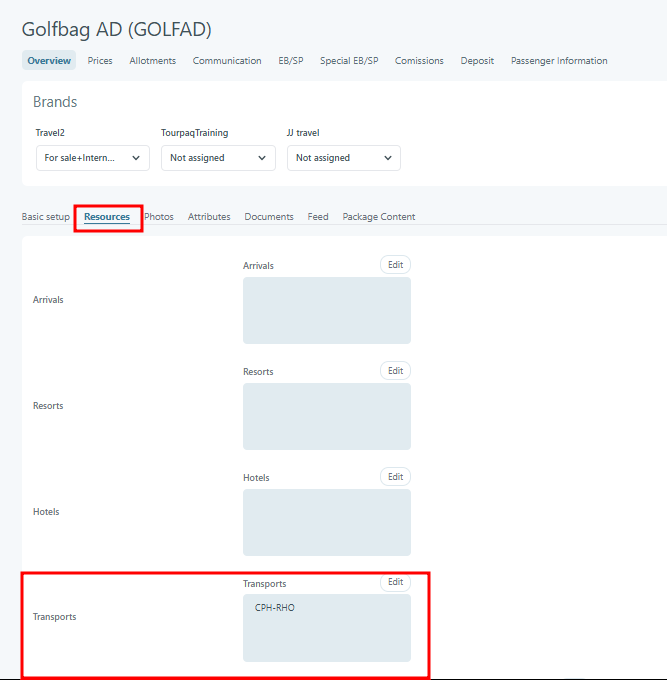 Golfbag AD (GOLFAD)
Overview Prices Allotments Communication EB/SP Special EB/SP Comissions Deposit Passenger Information
Brands
Travel2 TourpaqTraining JJ travel
For sale+Intern... Not assigned Not assigned
Basic setup Resources Photos Attributes Documents Feed Package Content
Arrivals Edit
Arrivals
Resorts Edit
Resorts
Hotels Edit
Hotels
Transports Edit
CPH-RHO
Transports